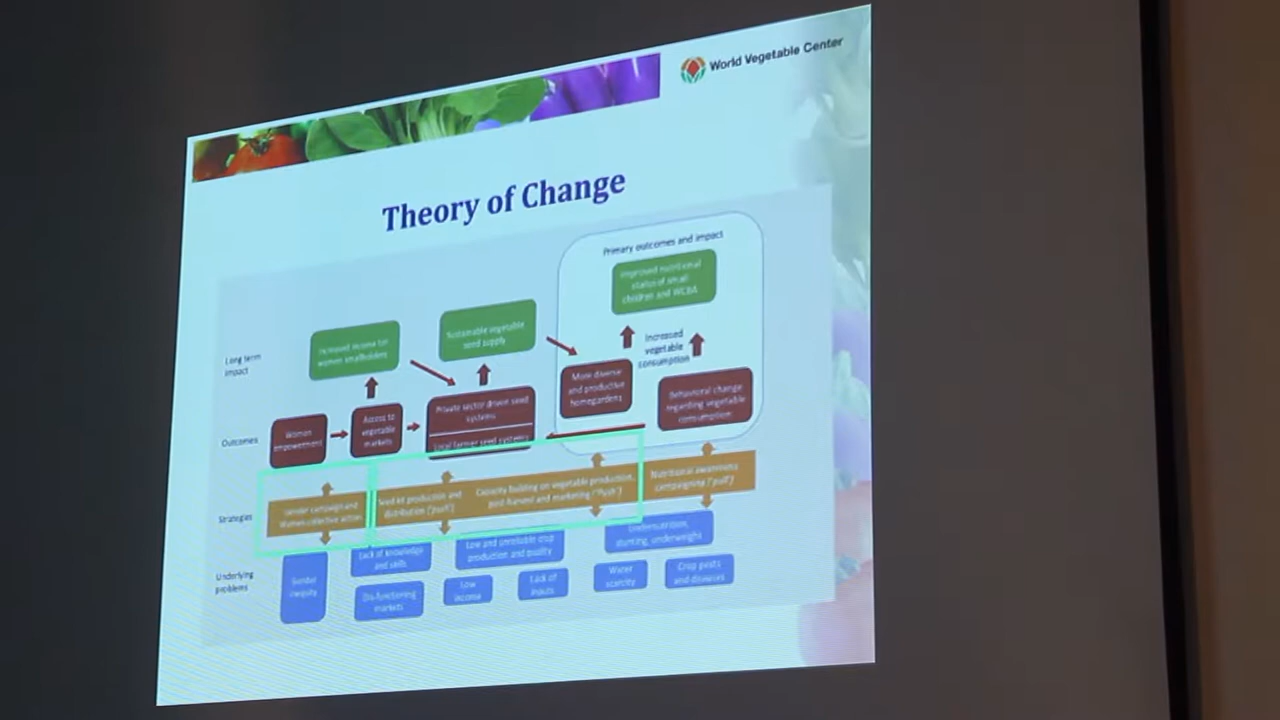 World Vegetable Center
Theory of Change
Primary outcomes and impact
Improved nutritional
status of small
children and WCBA
Sustainable vegetable
seed supply
Increased income for
women smallholders
Long term
impact
Increased
vegetable
consumption
More diverse
and productive
homegardens
Behavioral change
regarding vegetable
consumption
Private sector driven seed
systems
Local farmer seed systems
Access to
vegetable
markets
Women
empowerment
Outcomes
Strategies
Gender campaign and
Women collective action
Seed kit production and
distribution ('push')
Capacity building on vegetable production,
post-harvest and marketing ('Push')
Nutritional awareness
campaigning ('pull')
Underlying
problems
Gender
inequity
Lack of knowledge
and skills
Low and unreliable crop
production and quality
Undernutrition,
stunting, underweight
markets
Low
income
Lack of
inputs
Water
scarcity
Crop pests
and diseases